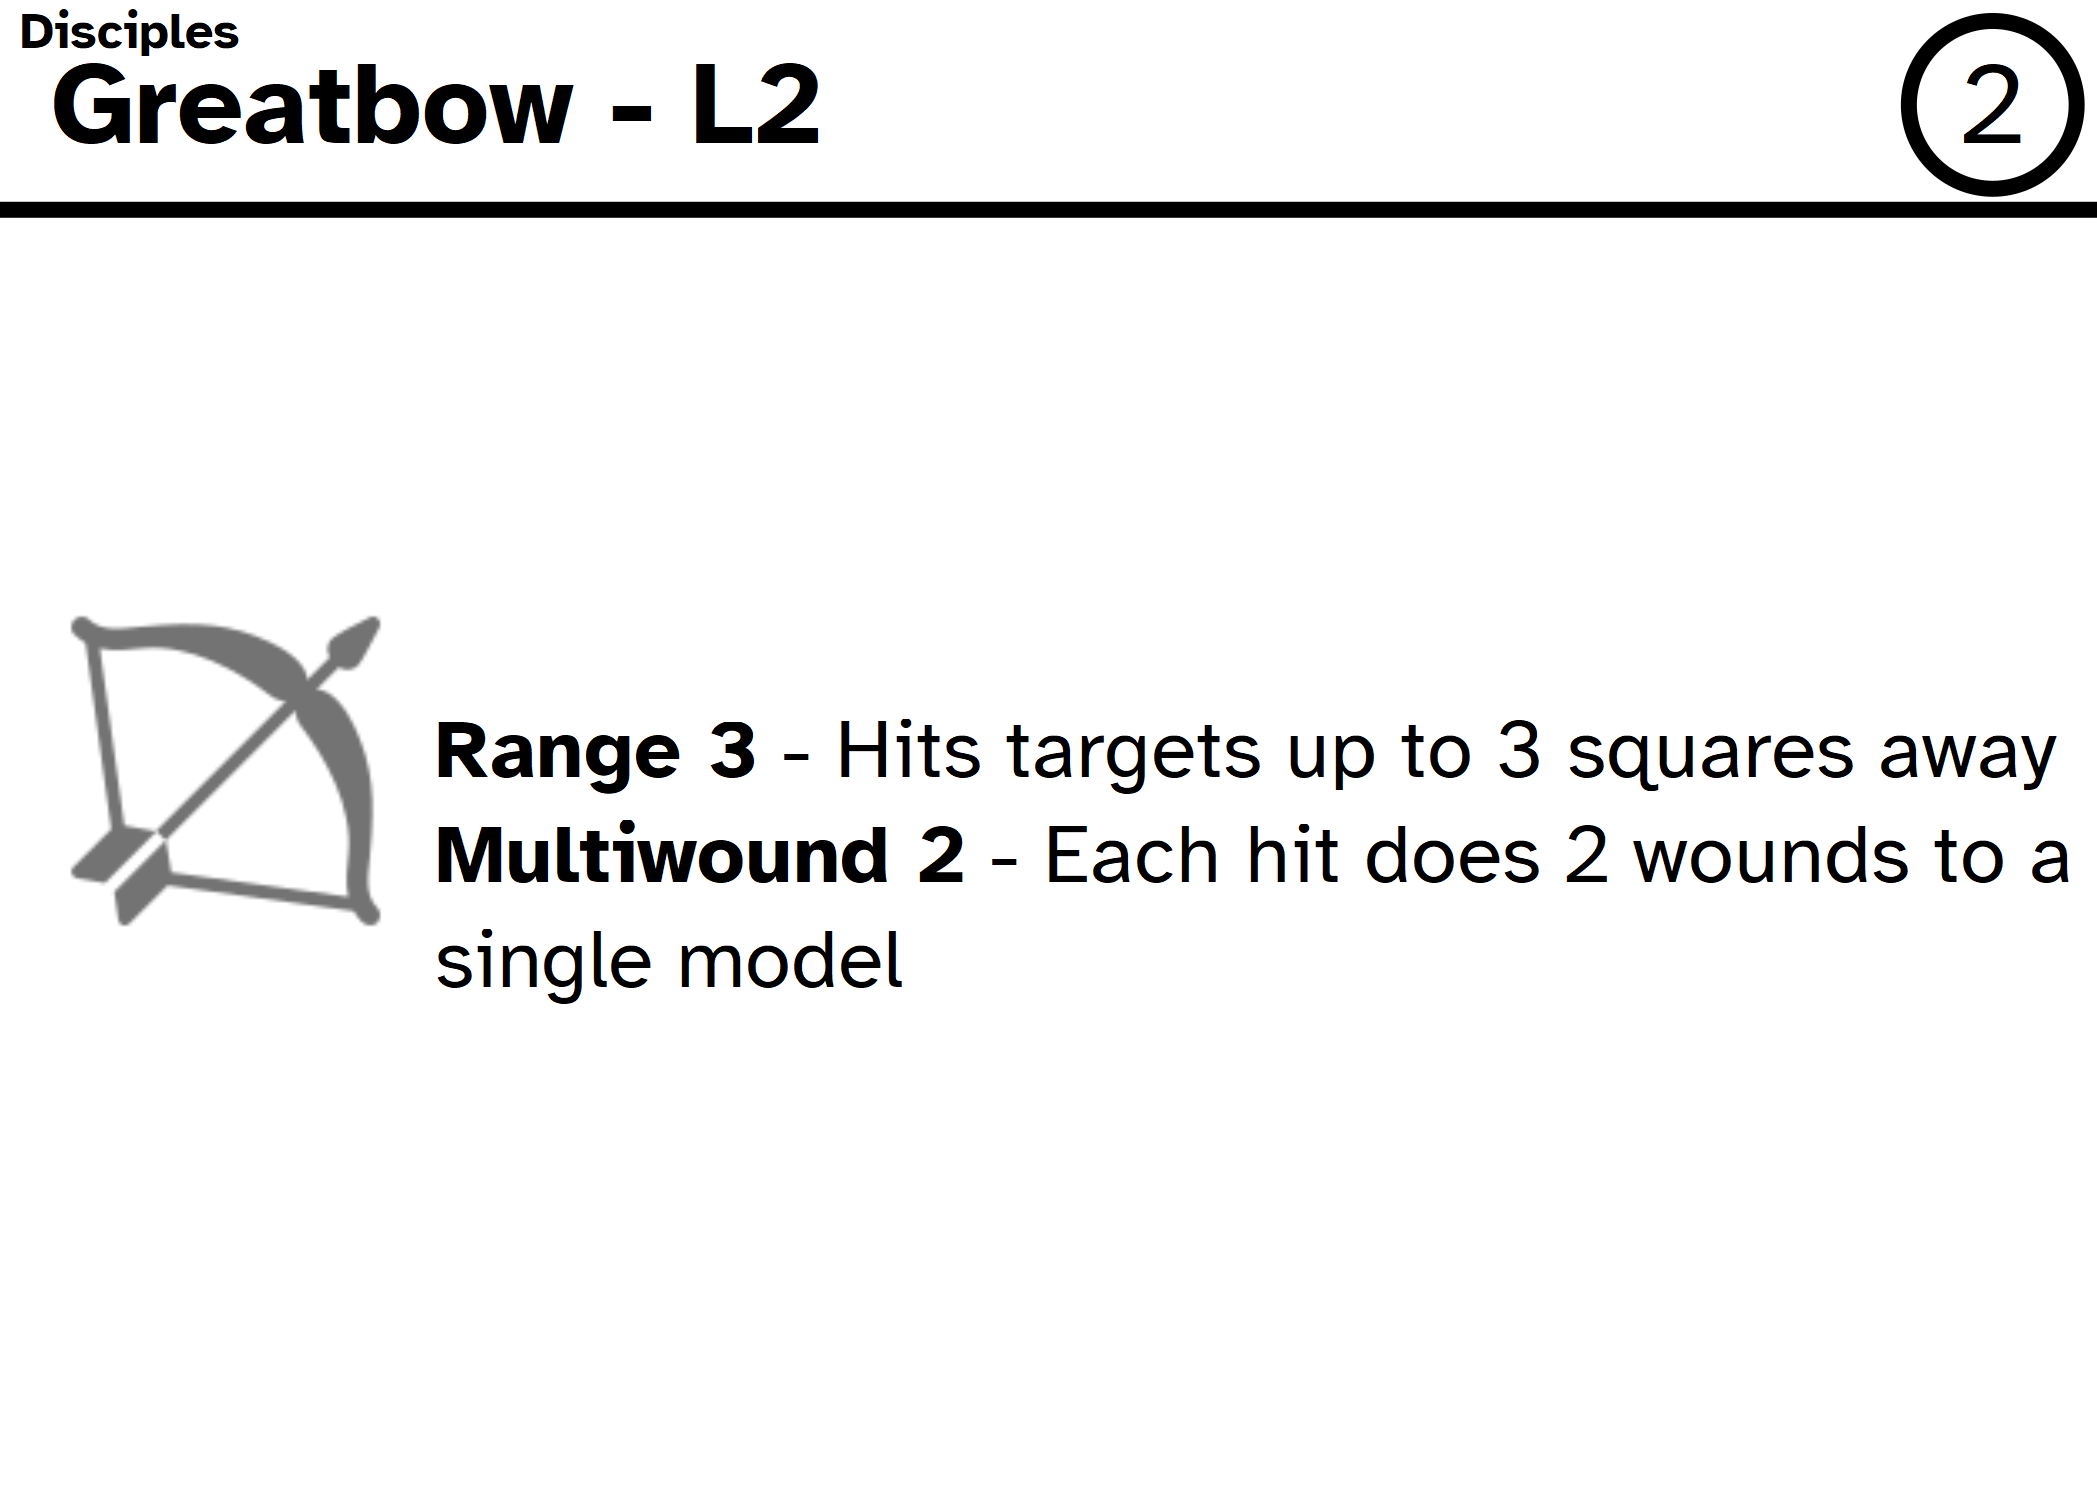 Disciples
Greatbow - L2
2
Range 3 - Hits targets up to 3 squares away
Multiwound 2 - Each hit does 2 wounds to a
single model